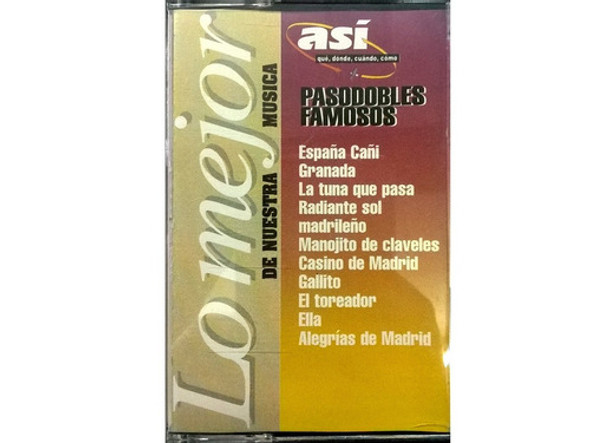 Lo mejor
DE NUESTRA MUSICA
así
qué, dónde, cuándo, cómo
PASODOBLES
FAMOSOS
España Cañi
Granada
La tuna que pasa
Radiante sol
madrileño
Manojito de claveles
Casino de Madrid
Gallito
El toreador
Ella
Alegrías de Madrid